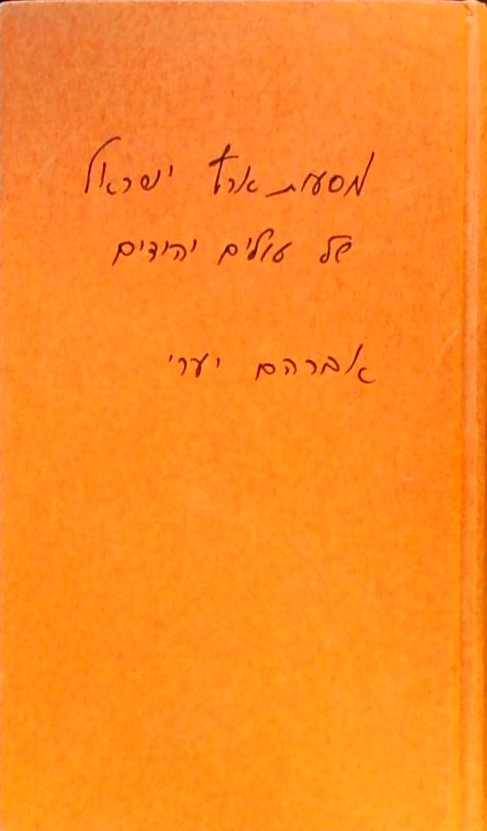 מסעות ארץ ישראל
של עולים יהודים
אברהם יערי